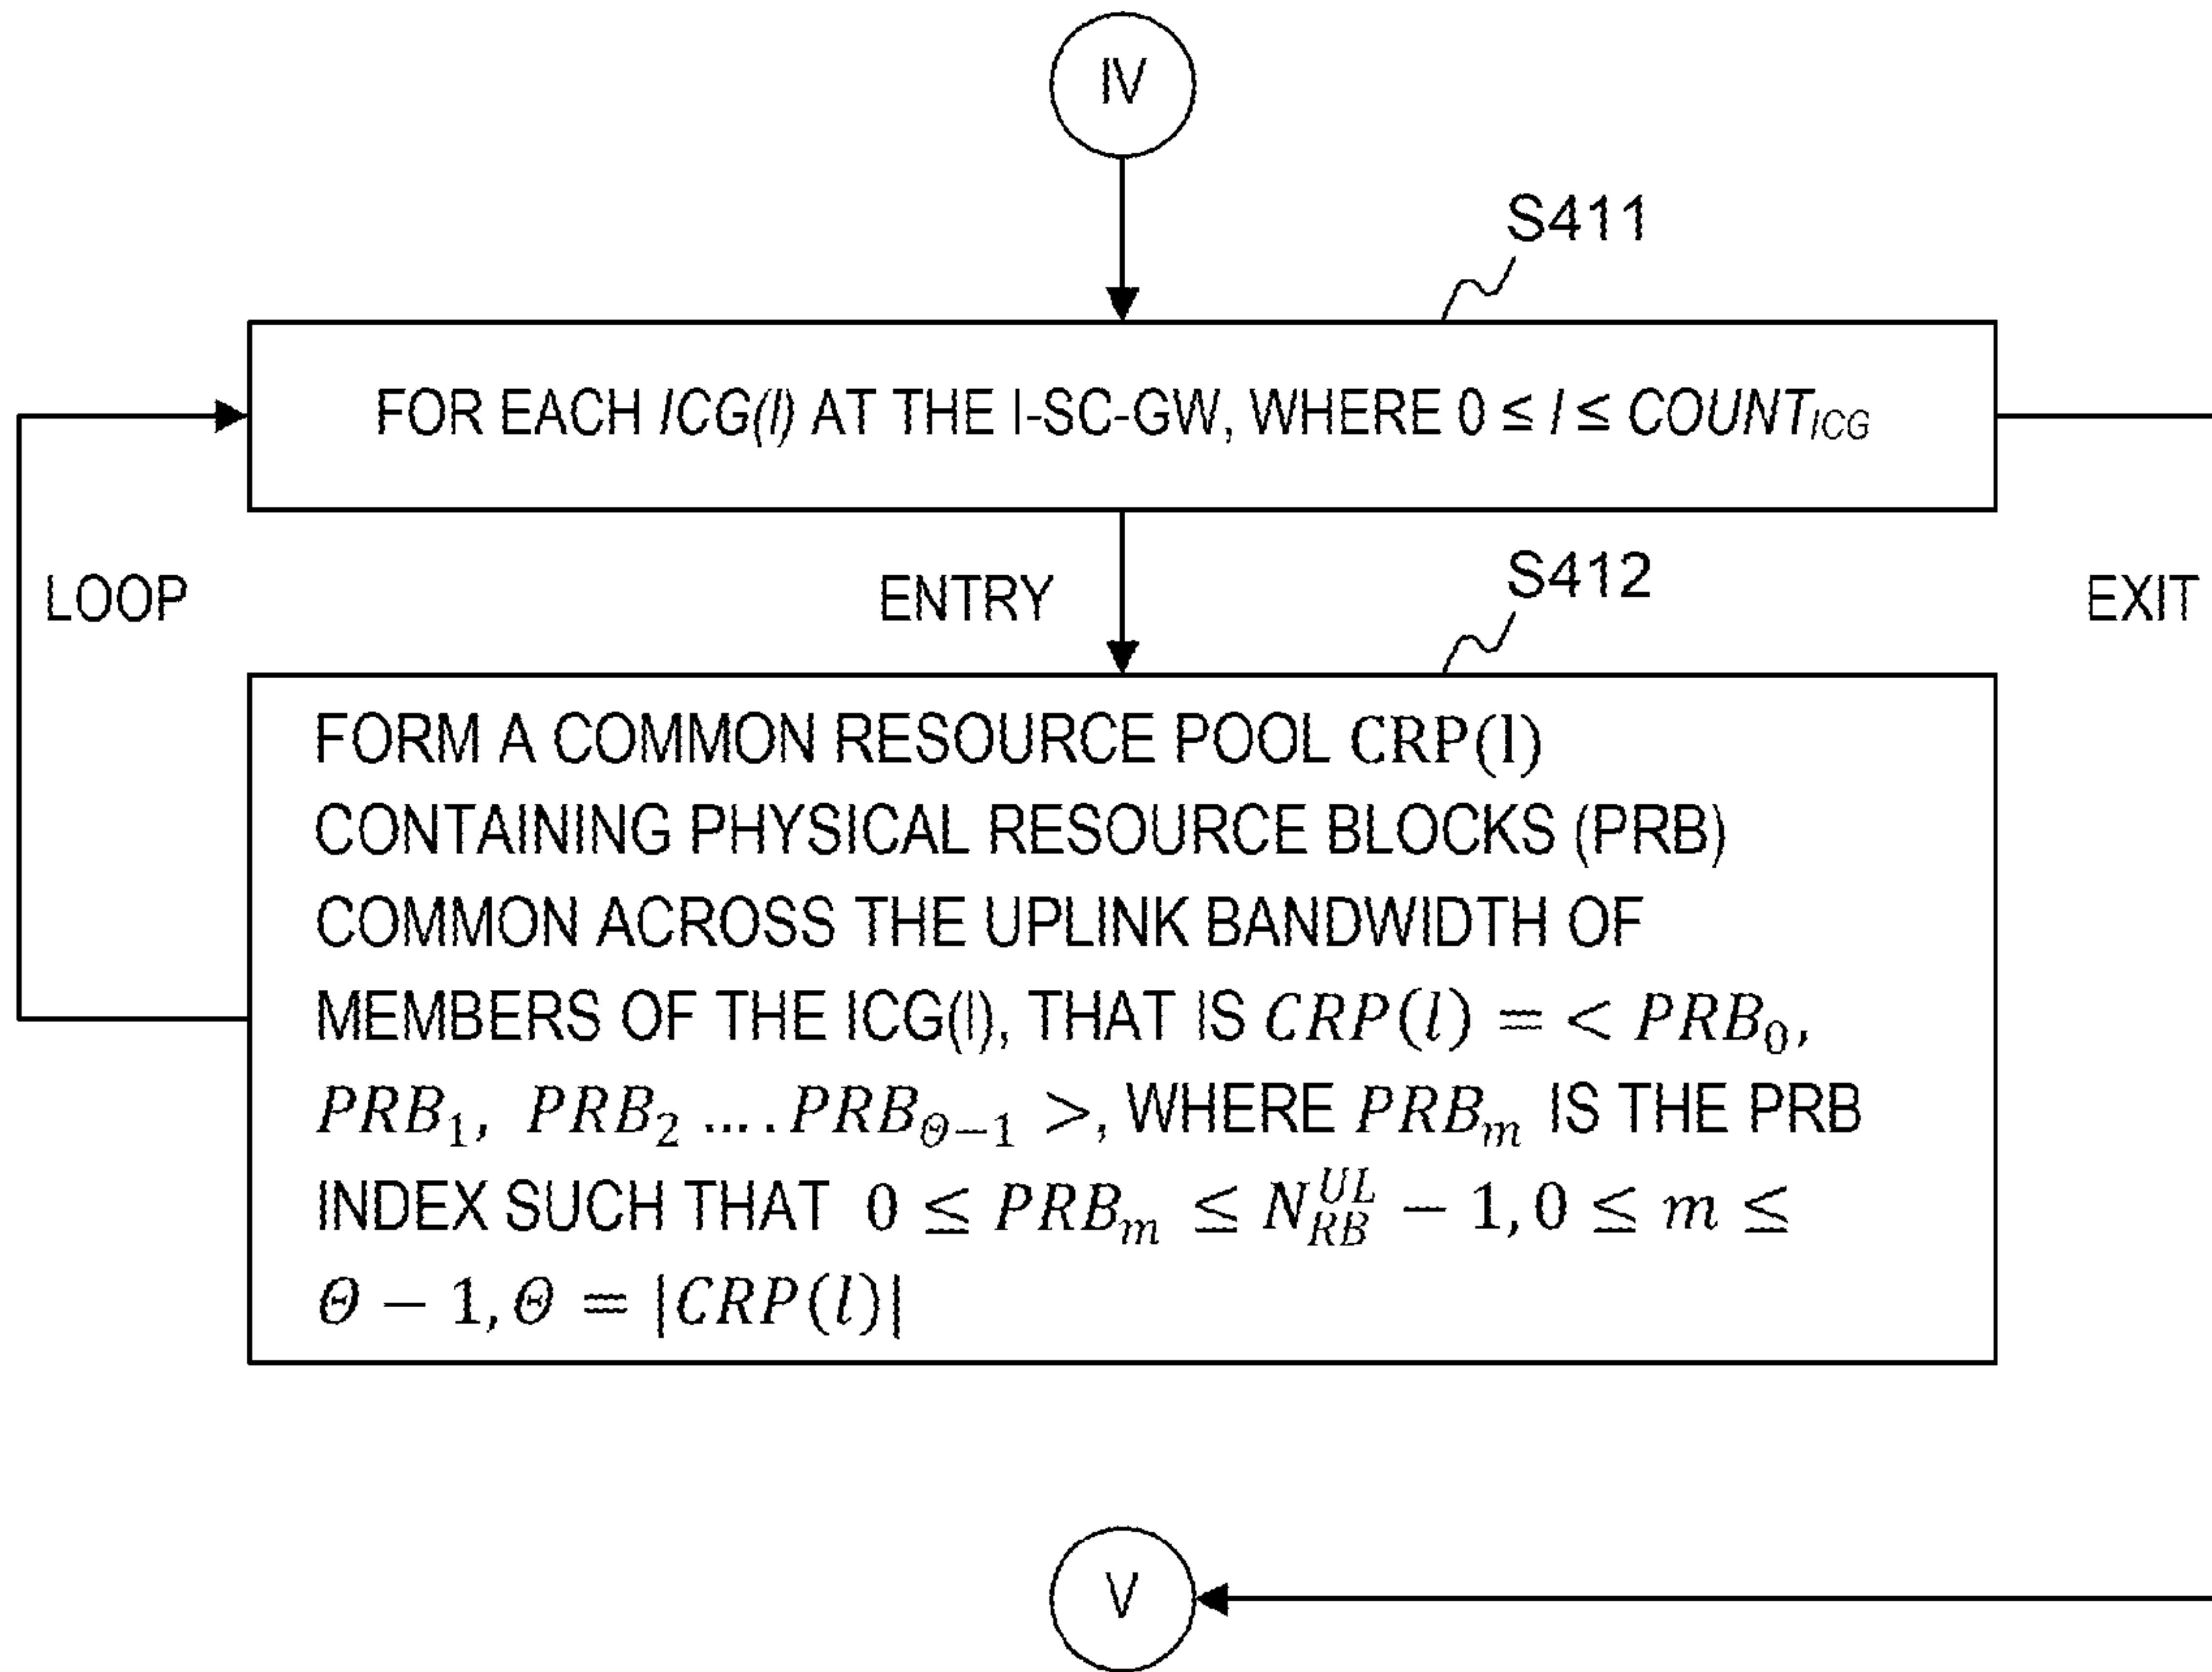 IV
S411
FOR EACH ICG(l) AT THE I-SC-GW, WHERE 0 ≤ l ≤ COUNT_ICG
LOOP
ENTRY
S412
EXIT
FORM A COMMON RESOURCE POOL CRP(l)
CONTAINING PHYSICAL RESOURCE BLOCKS (PRB)
COMMON ACROSS THE UPLINK BANDWIDTH OF
MEMBERS OF THE ICG(l), THAT IS CRP(l) = < PRB_0,
PRB_1, PRB_2 .... PRB_{Θ−1} >, WHERE PRB_m IS THE PRB
INDEX SUCH THAT 0 ≤ PRB_m ≤ N_{RB}^{UL} − 1, 0 ≤ m ≤
Θ − 1, Θ = |CRP(l)|
V